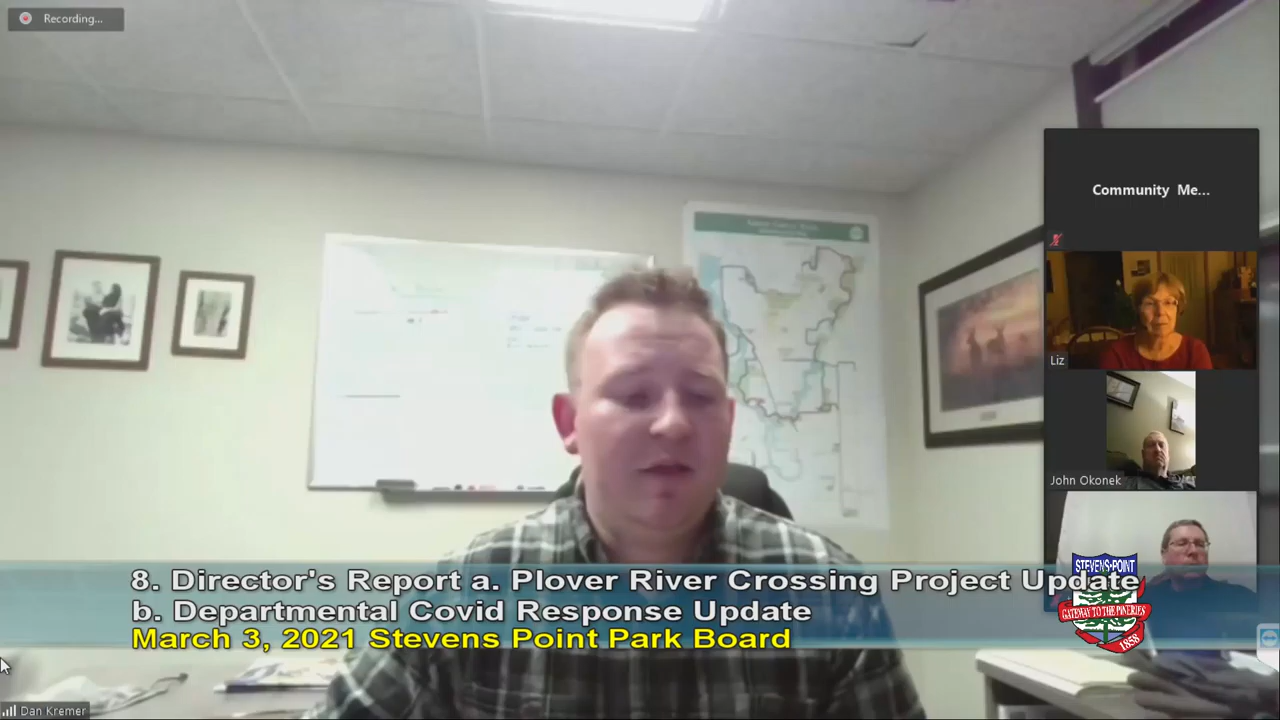 Recording...
Community Me...
Liz
John Okonek
8. Director's Report a. Plover River Crossing Project Update
b. Departmental Covid Response Update
March 3, 2021 Stevens Point Park Board
STEVENS POINT
GATEWAY TO THE PINERIES
1858
Dan Kremer